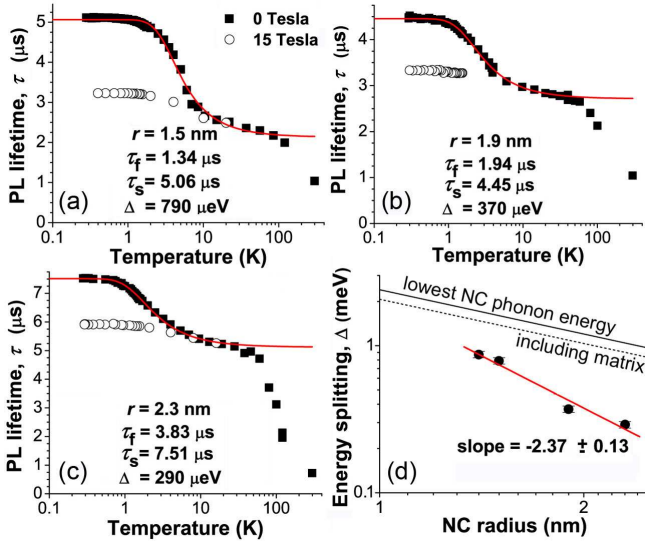 (a)
0 Tesla
15 Tesla
PL lifetime, τ (μs)
r = 1.5 nm
τf = 1.34 μs
τs = 5.06 μs
Δ = 790 μeV
0
1
2
3
4
5
0.1
1
10
100
Temperature (K)
(b)
PL lifetime, τ (μs)
r = 1.9 nm
τf = 1.94 μs
τs = 4.45 μs
Δ = 370 μeV
0
1
2
3
4
0.1
1
10
100
Temperature (K)
(c)
PL lifetime, τ (μs)
r = 2.3 nm
τf = 3.83 μs
τs = 7.51 μs
Δ = 290 μeV
0
1
2
3
4
5
6
7
0.1
1
10
100
Temperature (K)
(d)
Energy splitting, Δ (meV)
lowest NC phonon energy
including matrix
slope = -2.37 ± 0.13
0.1
1
1
2
NC radius (nm)